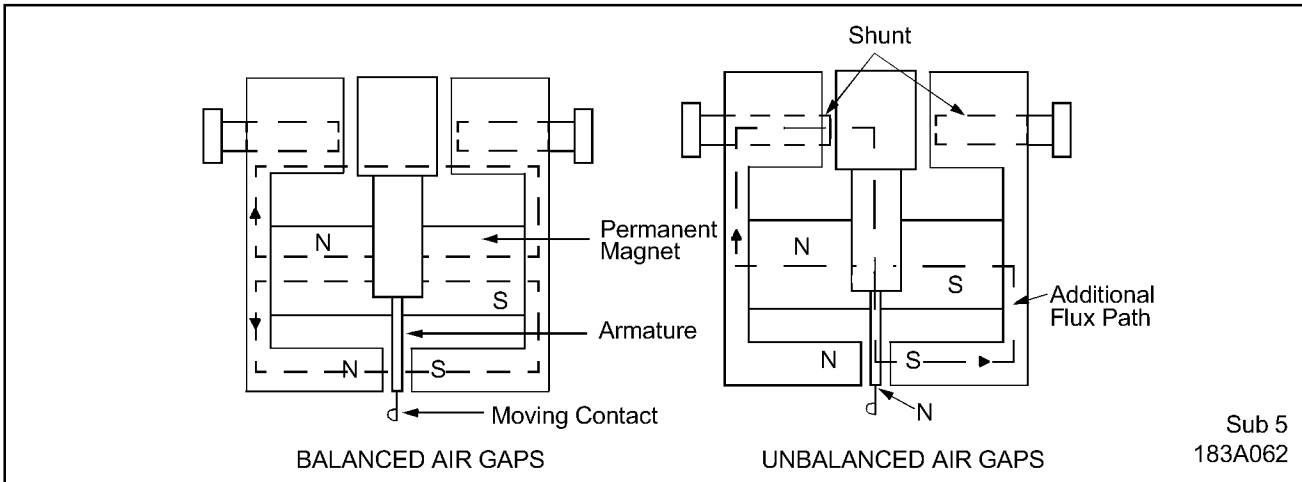 Shunt
N
Permanent
Magnet
S
Armature
N
S
Moving Contact
BALANCED AIR GAPS
N
S
Additional
Flux Path
N
S
N
UNBALANCED AIR GAPS
Sub 5
183A062